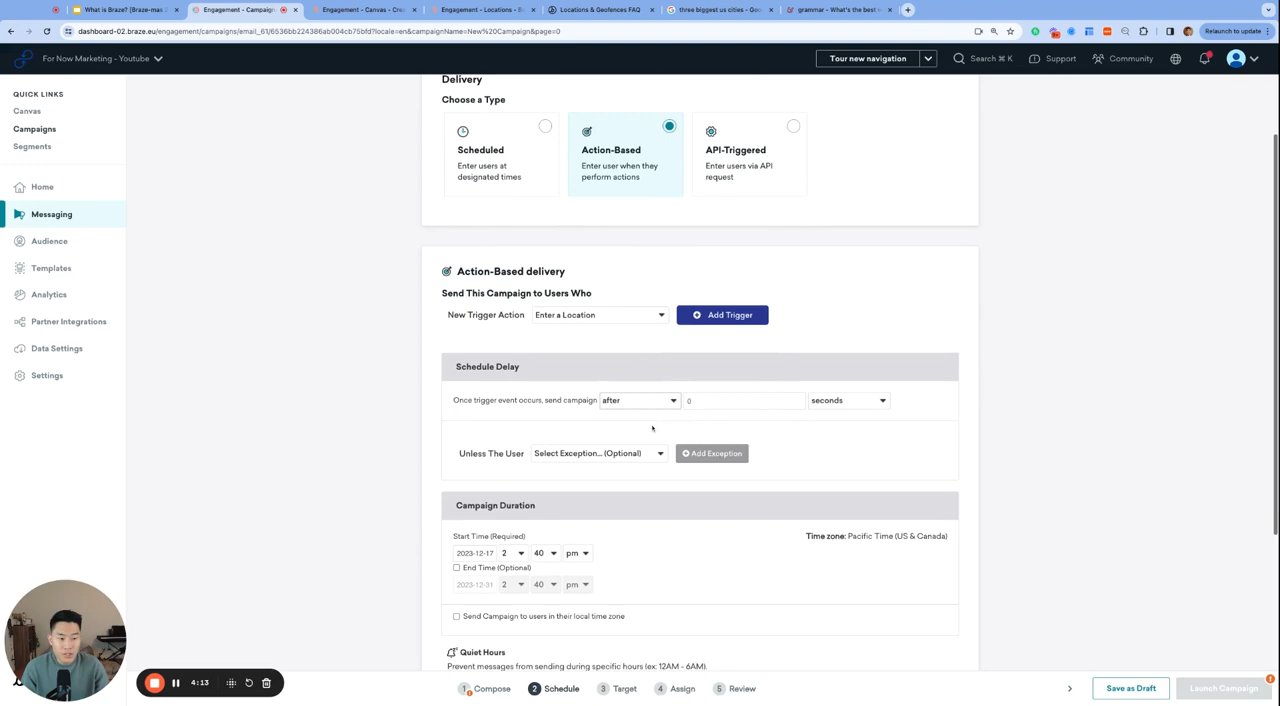 What is Braze? [Braze-mas 2
Engagement - Campaign
Engagement - Canvas - Cre
Engagement - Locations - S
Locations & Geofences FAQ
three biggest us cities - Goo
grammar - What's the best w
dashboard-02.braze.eu/engagement/campaigns/email_61/6536bb224386ab004cb75bfd?locale=en&campaignName=New%20Campaign&page=0
Relaunch to update
For Now Marketing - Youtube
Tour new navigation
Search ⌘ K
Support
Community
QUICK LINKS
Canvas
Campaigns
Segments
Home
Messaging
Audience
Templates
Analytics
Partner Integrations
Data Settings
Settings
Delivery
Choose a Type
Scheduled
Enter users at
designated times
Action-Based
Enter user when they
perform actions
API-Triggered
Enter users via API
request
Action-Based delivery
Send This Campaign to Users Who
New Trigger Action Enter a Location Add Trigger
Schedule Delay
Once trigger event occurs, send campaign after 0 seconds
Unless The User Select Exception... (Optional) Add Exception
Campaign Duration
Start Time (Required)
Time zone: Pacific Time (US & Canada)
2023-12-17 2 40 pm
End Time (Optional)
2023-12-31 2 40 pm
Send Campaign to users in their local time zone
Quiet Hours
Prevent messages from sending during specific hours (ex: 12AM - 6AM).
4:13
1 Compose 2 Schedule 3 Target 4 Assign 5 Review
Save as Draft
Launch Campaign